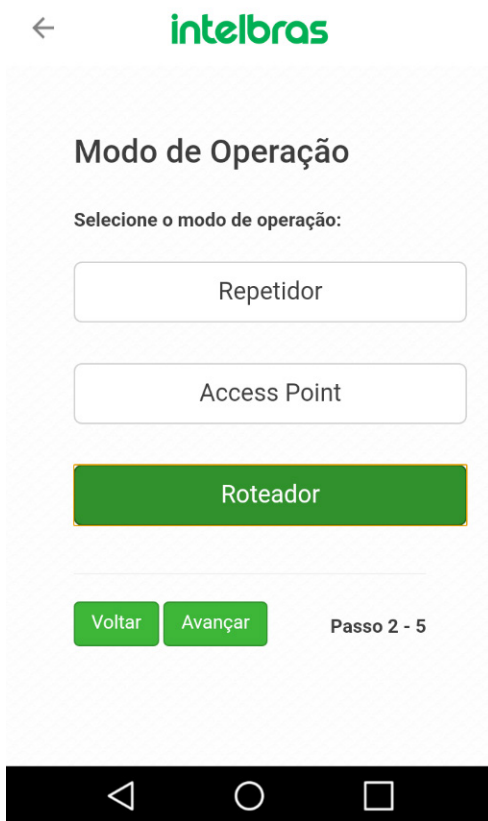 intelbras
Modo de Operação
Selecione o modo de operação:
Repetidor
Access Point
Roteador
Voltar Avançar Passo 2 - 5